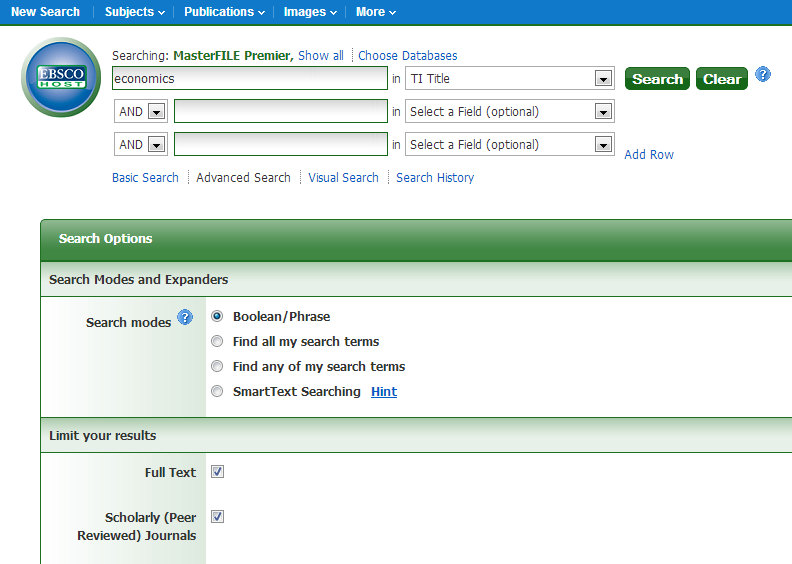 New Search Subjects Publications Images More
Searching: MasterFILE Premier, Show all Choose Databases
EBSCO
HOST
economics in TI Title Search Clear ?
AND in Select a Field (optional)
AND in Select a Field (optional)
Add Row
Basic Search Advanced Search Visual Search Search History
Search Options
Search Modes and Expanders
Search modes ? Boolean/Phrase
Find all my search terms
Find any of my search terms
SmartText Searching Hint
Limit your results
Full Text
Scholarly (Peer
Reviewed) Journals